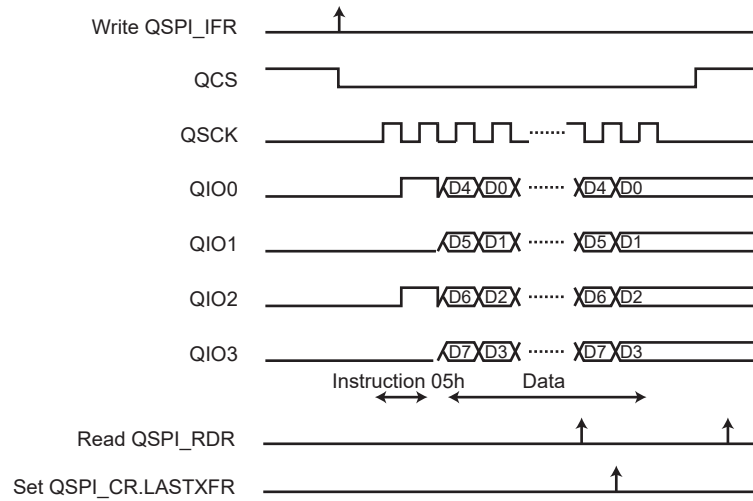 Write QSPI_IFR
QCS
QSCK
QIO0 D4 D0 D4 D0
QIO1 D5 D1 D5 D1
QIO2 D6 D2 D6 D2
QIO3 D7 D3 D7 D3
Instruction 05h Data
Read QSPI_RDR
Set QSPI_CR.LASTXFR